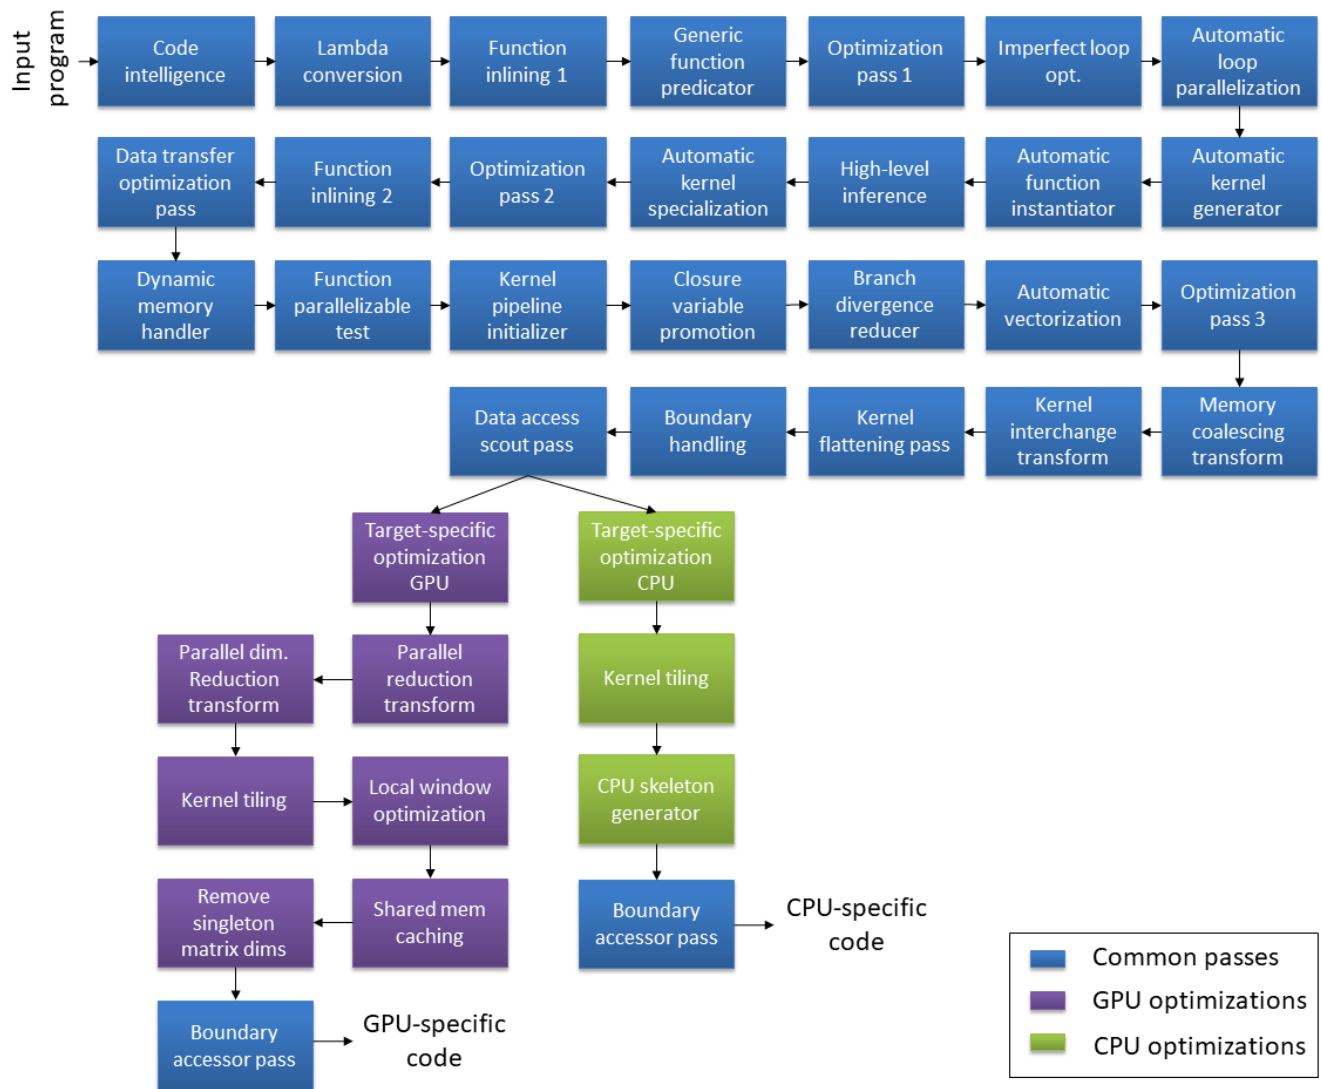 Input
program
Code
intelligence
Lambda
conversion
Function
inlining 1
Generic
function
predicator
Optimization
pass 1
Imperfect loop
opt.
Automatic
loop
parallelization
Data transfer
optimization
pass
Function
inlining 2
Optimization
pass 2
Automatic
kernel
specialization
High-level
inference
Automatic
function
instantiator
Automatic
kernel
generator
Dynamic
memory
handler
Function
parallelizable
test
Kernel
pipeline
initializer
Closure
variable
promotion
Branch
divergence
reducer
Automatic
vectorization
Optimization
pass 3
Data access
scout pass
Boundary
handling
Kernel
flattening pass
Kernel
interchange
transform
Memory
coalescing
transform
Target-specific
optimization
GPU
Target-specific
optimization
CPU
Parallel dim.
Reduction
transform
Parallel
reduction
transform
Kernel tiling
Kernel tiling
Local window
optimization
CPU skeleton
generator
Remove
singleton
matrix dims
Shared mem
caching
Boundary
accessor pass
CPU-specific
code
Boundary
accessor pass
GPU-specific
code
Common passes
GPU optimizations
CPU optimizations